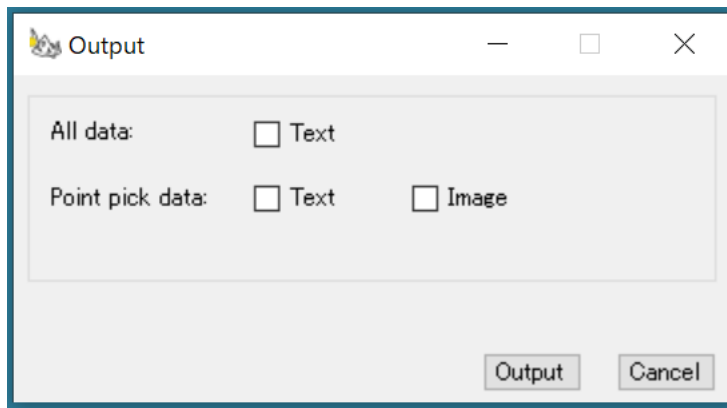 Output
All data: Text
Point pick data: Text Image
Output Cancel